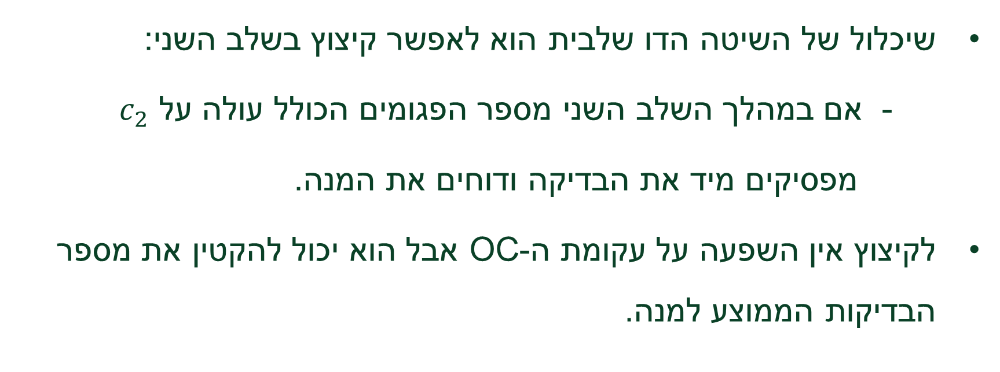 • שיכלול של השיטה הדו שלבית הוא לאפשר קיצוץ בשלב השני:
- אם במהלך השלב השני מספר הפגומים הכולל עולה על c₂
מפסיקים מיד את הבדיקה ודוחים את המנה.
• לקיצוץ אין השפעה על עקומת ה-OC אבל הוא יכול להקטין את מספר
הבדיקות הממוצע למנה.